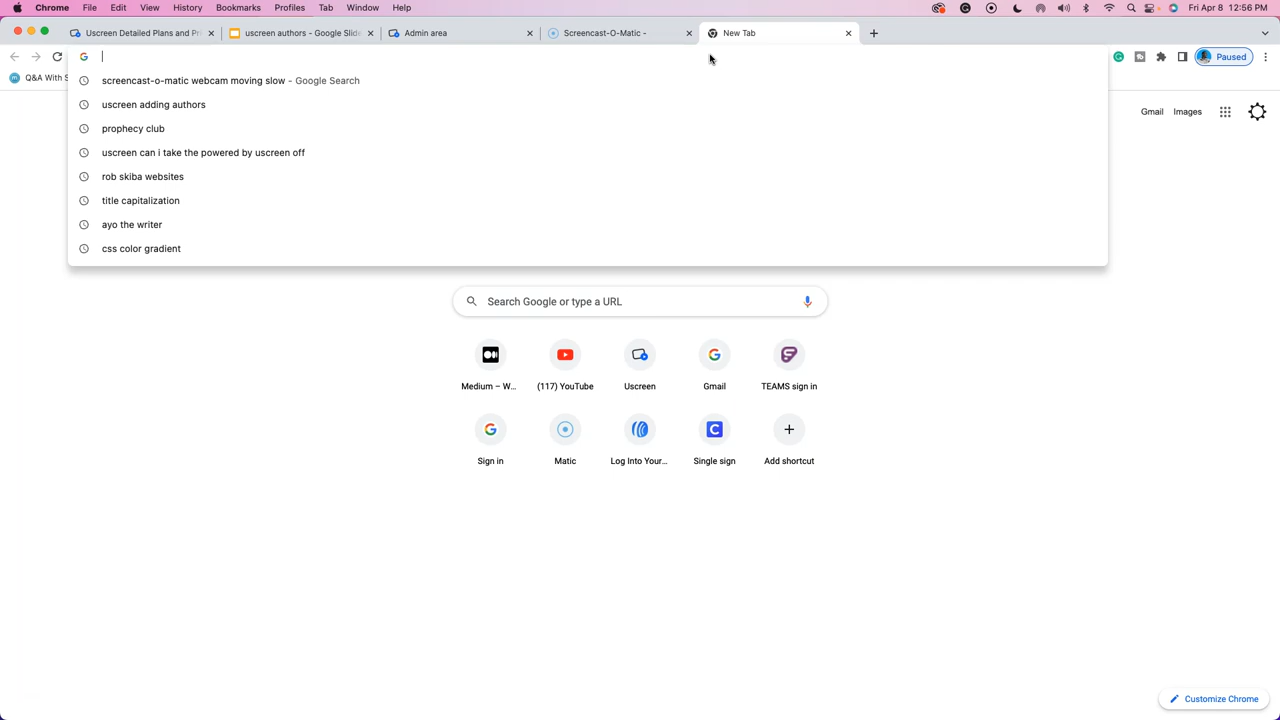 Chrome File Edit View History Bookmarks Profiles Tab Window Help Fri Apr 8 12:56 PM
Uscreen Detailed Plans and Pri uscreen authors - Google Slide Admin area Screencast-O-Matic - New Tab
Paused
Q&A With S
screencast-o-matic webcam moving slow - Google Search
uscreen adding authors
prophecy club
uscreen can i take the powered by uscreen off
rob skiba websites
title capitalization
ayo the writer
css color gradient
Gmail Images
Search Google or type a URL
Medium – W... (117) YouTube Uscreen Gmail TEAMS sign in
Sign in Matic Log Into Your... Single sign Add shortcut
Customize Chrome